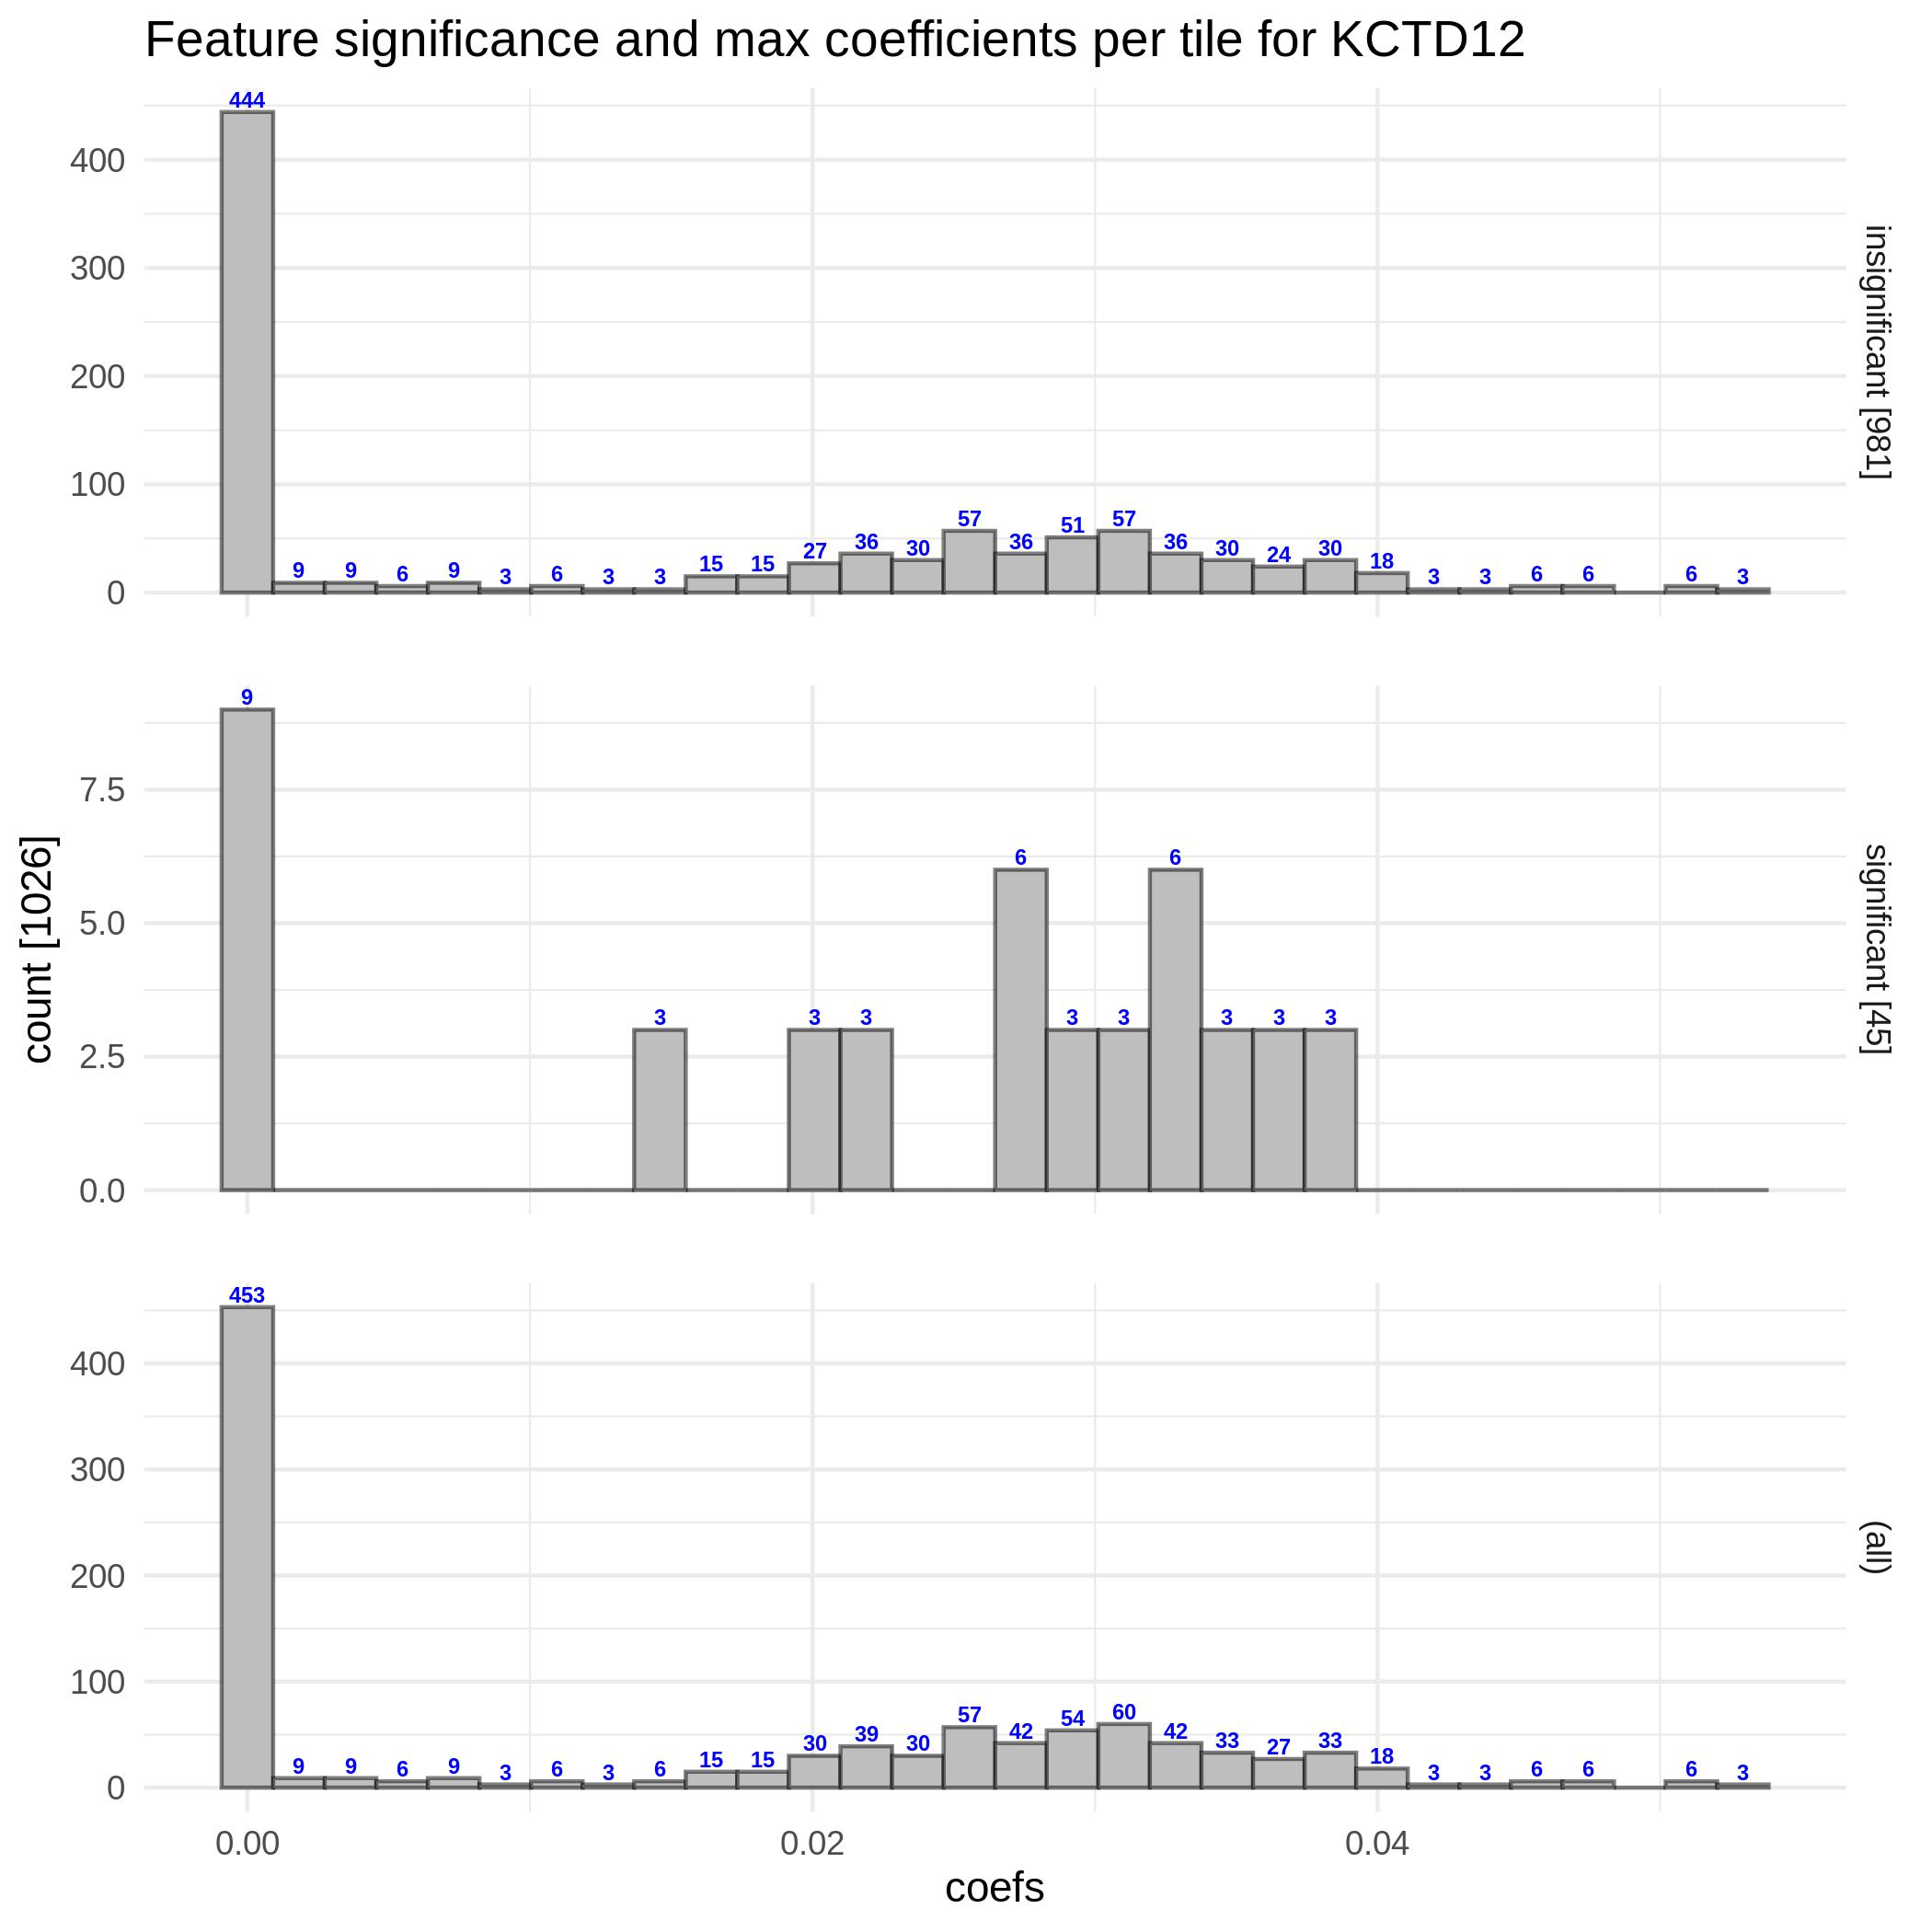 Feature significance and max coefficients per tile for KCTD12
444
400
300
200
100
0
9 9 6 9 3 6 3 3 15 15 27 36 30 57 36 51 57 36 30 24 30 18 3 3 6 6 6 3
insignificant [981]
9
7.5
5.0
2.5
0.0
3 3 3 6 3 3 6 3 3 3
significant [45]
count [1026]
453
400
300
200
100
0
9 9 6 9 3 6 3 6 15 15 30 39 30 57 42 54 60 42 33 27 33 18 3 3 6 6 6 3
(all)
0.00 0.02 0.04
coefs